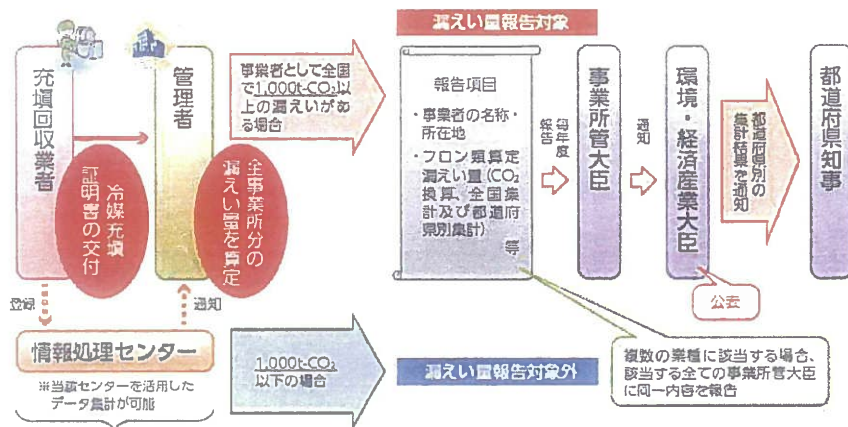 漏えい量報告対象
充填回収業者
管理者
冷媒充填
証明書の交付
全事業所分の
漏えい量を算定
事業者として全国
で1,000t-CO₂以
上の漏えいがあ
る場合
報告項目
・事業者の名称・
所在地
・フロン類算定
漏えい量(CO₂
換算、全国集
計及び都道府
県別集計)
等
毎年度
報告
事業所管大臣
通知
環境・経済産業大臣
都道府県別の
集計結果を通知
都道府県知事
公表
登録
通知
情報処理センター
※当該センターを活用した
データ集計が可能
1,000t-CO₂
以下の場合
漏えい量報告対象外
複数の業種に該当する場合、
該当する全ての事業所管大臣
に同一内容を報告